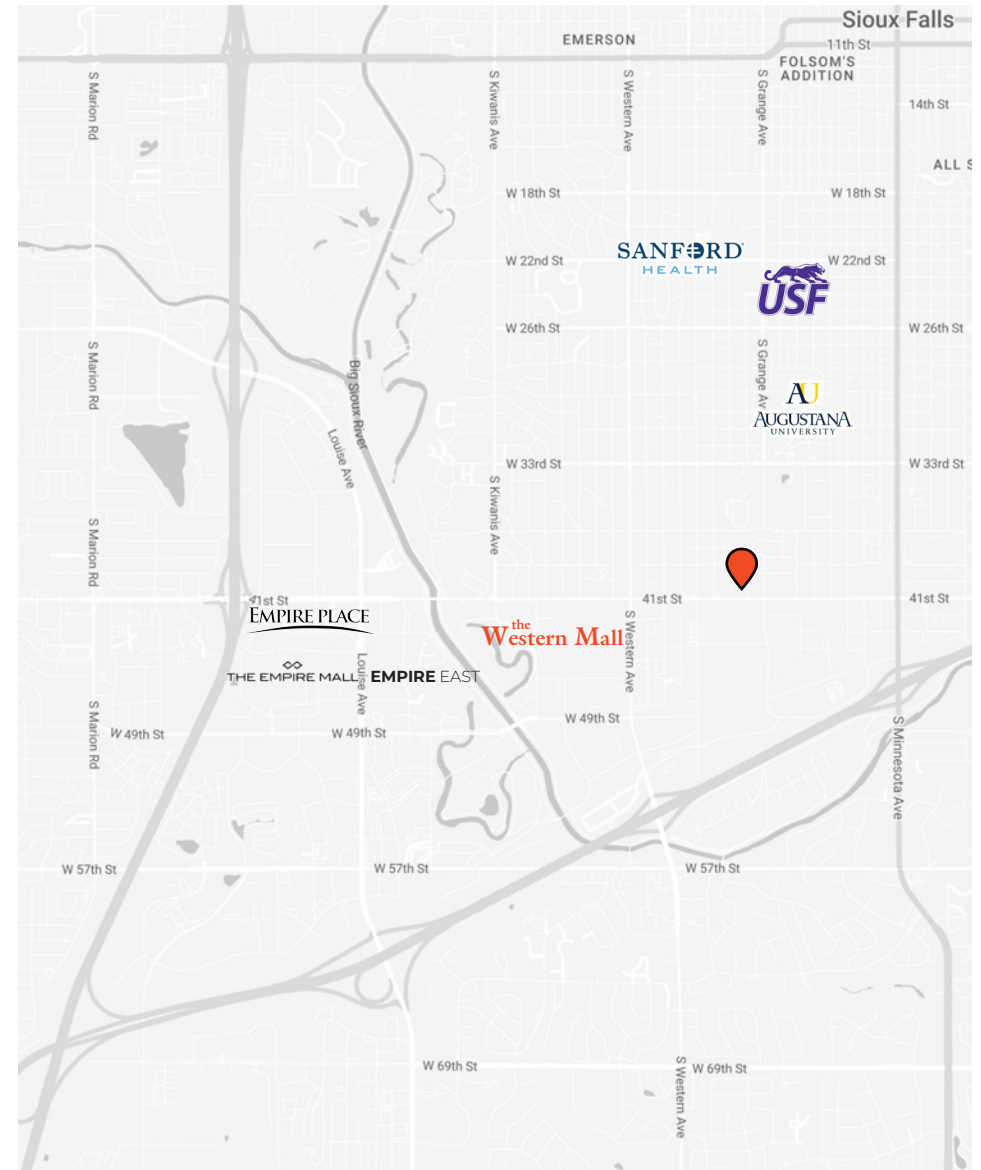 Sioux Falls
EMERSON
11th St
FOLSOM'S
ADDITION
S Marion Rd
S Kiwanis Ave
S Western Ave
S Grange Ave
14th St
ALL S
W 18th St
W 18th St
SANFORD
HEALTH
W 22nd St
W 22nd St
USF
W 26th St
W 26th St
S Marion Rd
S Grange Av
Big Sioux River
AU
AUGUSTANA
UNIVERSITY
Louise Ave
W 33rd St
W 33rd St
S Kiwanis Ave
S Marion Rd
41st St
41st St
41st St
EMPIRE PLACE
the
Western Mall
S Western Ave
THE EMPIRE MALL
EMPIRE EAST
Louise Ave
S Marion Rd
W 49th St
W 49th St
W 49th St
S Minnesota Ave
W 57th St
W 57th St
W 57th St
W 69th St
S Western Ave
W 69th St